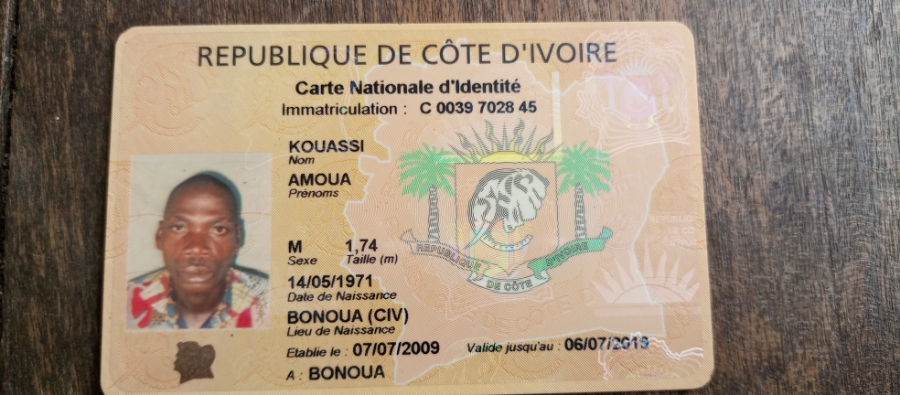 REPUBLIQUE DE CÔTE D'IVOIRE
Carte Nationale d'Identité
Immatriculation : C 0039 7028 45
KOUASSI
Nom
AMOUA
Prénoms
M 1,74
Sexe Taille (m)
14/05/1971
Date de Naissance
BONOUA (CIV)
Lieu de Naissance
Etablie le : 07/07/2009 Valide jusqu'au : 06/07/2019
A : BONOUA
REPUBLIQUE
DE CÔTE
D'IVOIRE